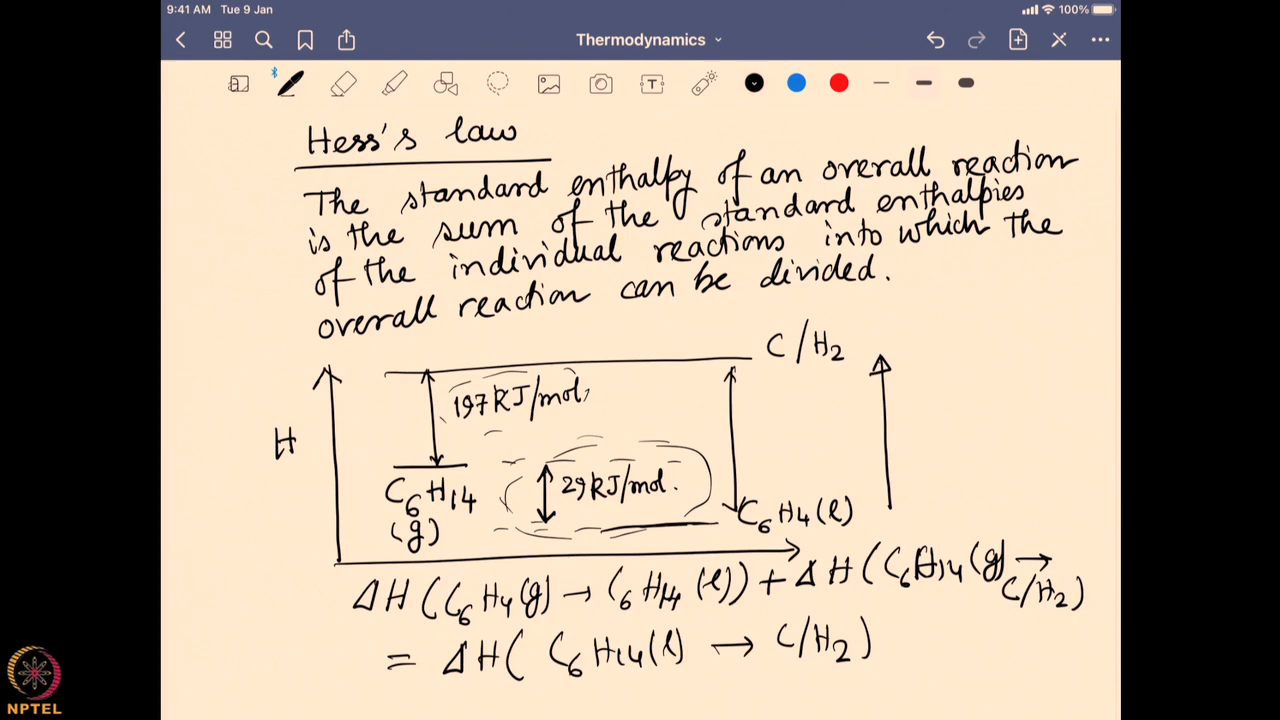 9:41 AM Tue 9 Jan
100%
Thermodynamics
Hess's law
The standard enthalpy of an overall reaction
is the sum of the standard enthalpies
of the individual reactions into which the
overall reaction can be divided.
C/H2
197 KJ/mol.
H
29 KJ/mol.
C6H14
(g)
C6H4(l)
ΔH(C6H4(g) → C6H14(l)) + ΔH(C6H14(g) →
C/H2)
= ΔH(C6H14(l) → C/H2)
NPTEL